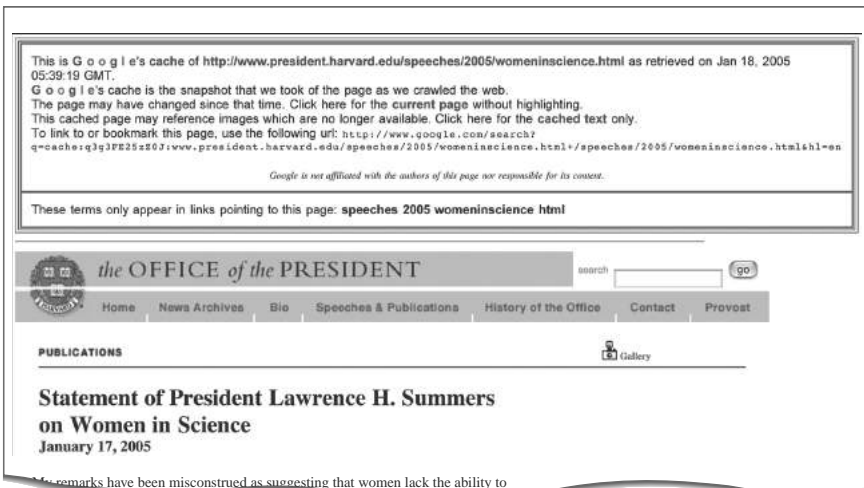 This is G o o g l e's cache of http://www.president.harvard.edu/speeches/2005/womeninscience.html as retrieved on Jan 18, 2005
05:39:19 GMT.
G o o g l e's cache is the snapshot that we took of the page as we crawled the web.
The page may have changed since that time. Click here for the current page without highlighting.
This cached page may reference images which are no longer available. Click here for the cached text only.
To link to or bookmark this page, use the following url: http://www.google.com/search?
q=cache:q3g3PE25zZ0J:www.president.harvard.edu/speeches/2005/womeninscience.html+/speeches/2005/womeninscience.html&hl=en
Google is not affiliated with the authors of this page nor responsible for its content.
These terms only appear in links pointing to this page: speeches 2005 womeninscience html
the OFFICE of the PRESIDENT
search
go
Home News Archives Bio Speeches & Publications History of the Office Contact Provost
PUBLICATIONS
Gallery
Statement of President Lawrence H. Summers
on Women in Science
January 17, 2005
My remarks have been misconstrued as suggesting that women lack the ability to